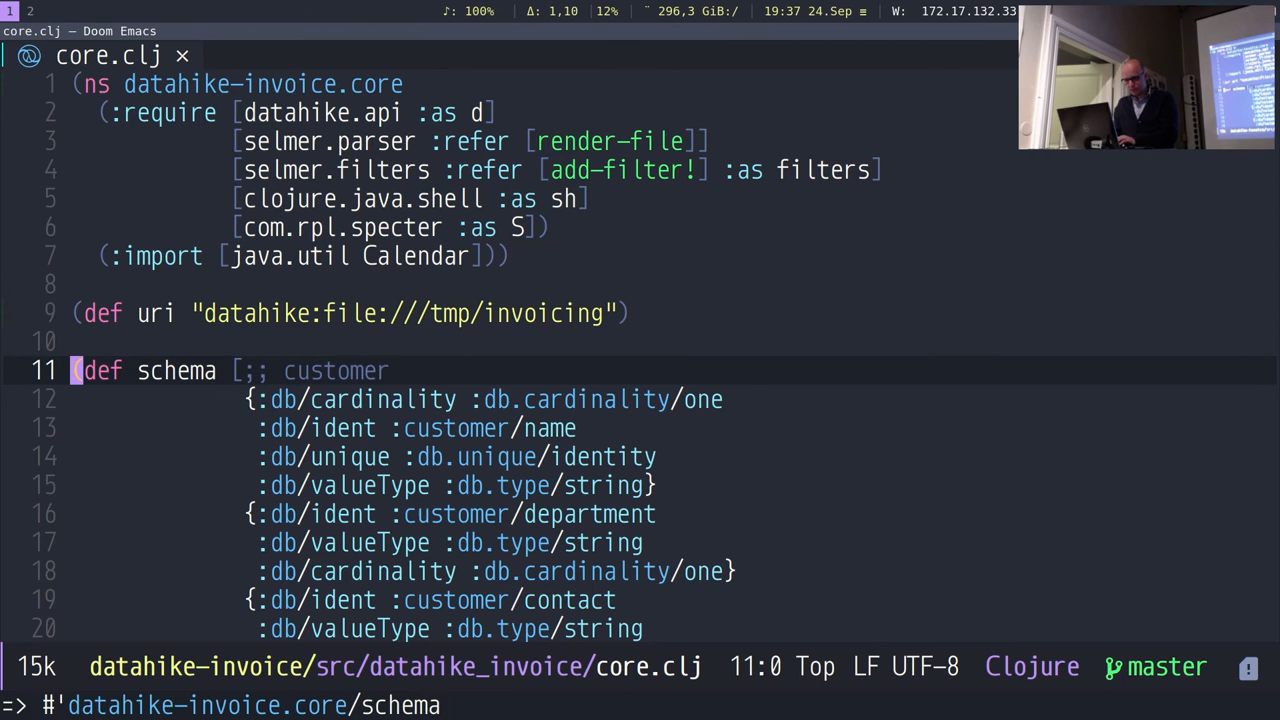 1 2 ♪: 100% Δ: 1,10 12% ¨ 296,3 GiB:/ 19:37 24.Sep ≡ W: 172.17.132.33
core.clj — Doom Emacs
core.clj ×
1 (ns datahike-invoice.core
2 (:require [datahike.api :as d]
3 [selmer.parser :refer [render-file]]
4 [selmer.filters :refer [add-filter!] :as filters]
5 [clojure.java.shell :as sh]
6 [com.rpl.specter :as S])
7 (:import [java.util Calendar]))
8
9 (def uri "datahike:file:///tmp/invoicing")
10
11 (def schema [;; customer
12 {:db/cardinality :db.cardinality/one
13 :db/ident :customer/name
14 :db/unique :db.unique/identity
15 :db/valueType :db.type/string}
16 {:db/ident :customer/department
17 :db/valueType :db.type/string
18 :db/cardinality :db.cardinality/one}
19 {:db/ident :customer/contact
20 :db/valueType :db.type/string
15k datahike-invoice/src/datahike_invoice/core.clj 11:0 Top LF UTF-8 Clojure master
=> #'datahike-invoice.core/schema